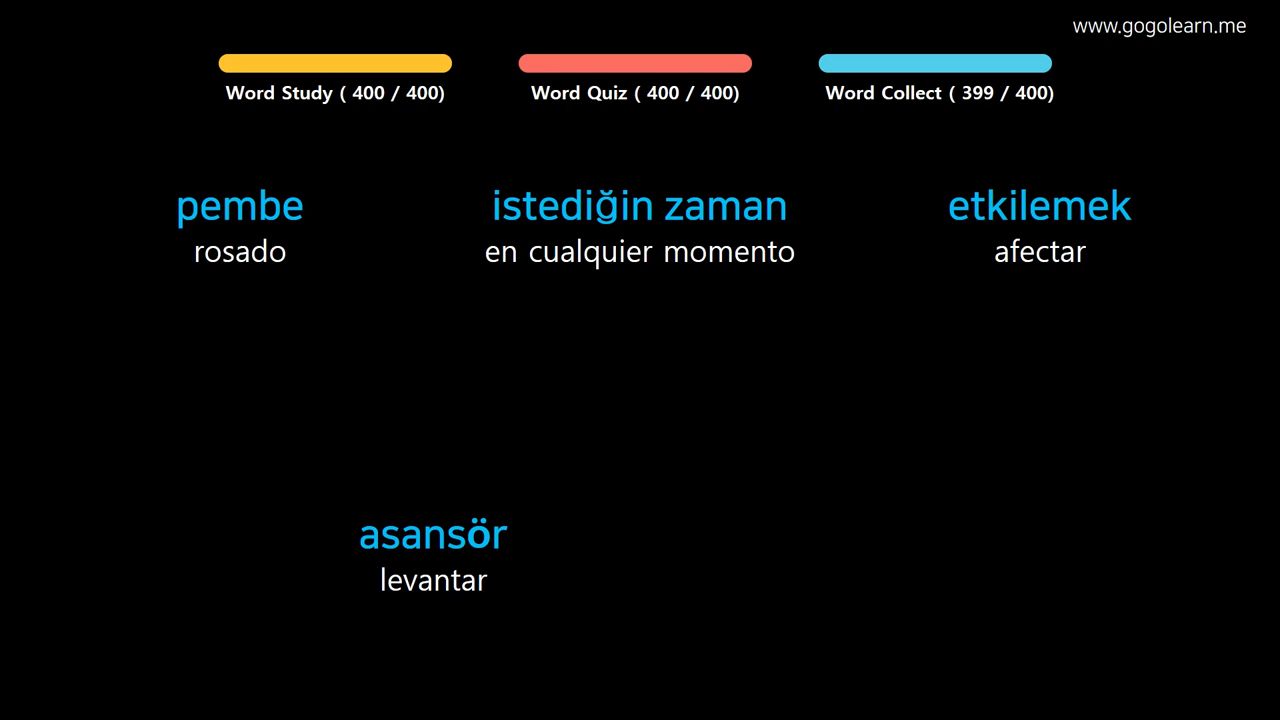 www.gogolearn.me
Word Study ( 400 / 400)
Word Quiz ( 400 / 400)
Word Collect ( 399 / 400)
pembe
rosado
istediğin zaman
en cualquier momento
etkilemek
afectar
asansör
levantar